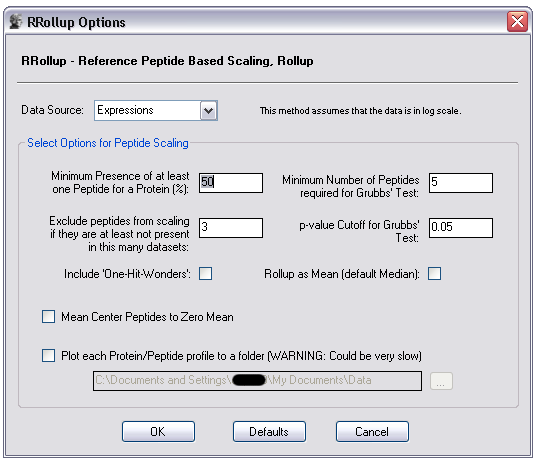 RRollup Options
RRollup - Reference Peptide Based Scaling, Rollup
Data Source: Expressions This method assumes that the data is in log scale.
Select Options for Peptide Scaling
Minimum Presence of at least
one Peptide for a Protein (%): 50
Minimum Number of Peptides
required for Grubbs' Test: 5
Exclude peptides from scaling
if they are at least not present
in this many datasets: 3
p-value Cutoff for Grubbs'
Test: 0.05
Include 'One-Hit-Wonders': Rollup as Mean (default Median):
Mean Center Peptides to Zero Mean
Plot each Protein/Peptide profile to a folder (WARNING: Could be very slow)
C:\Documents and Settings\ \My Documents\Data ...
OK Defaults Cancel